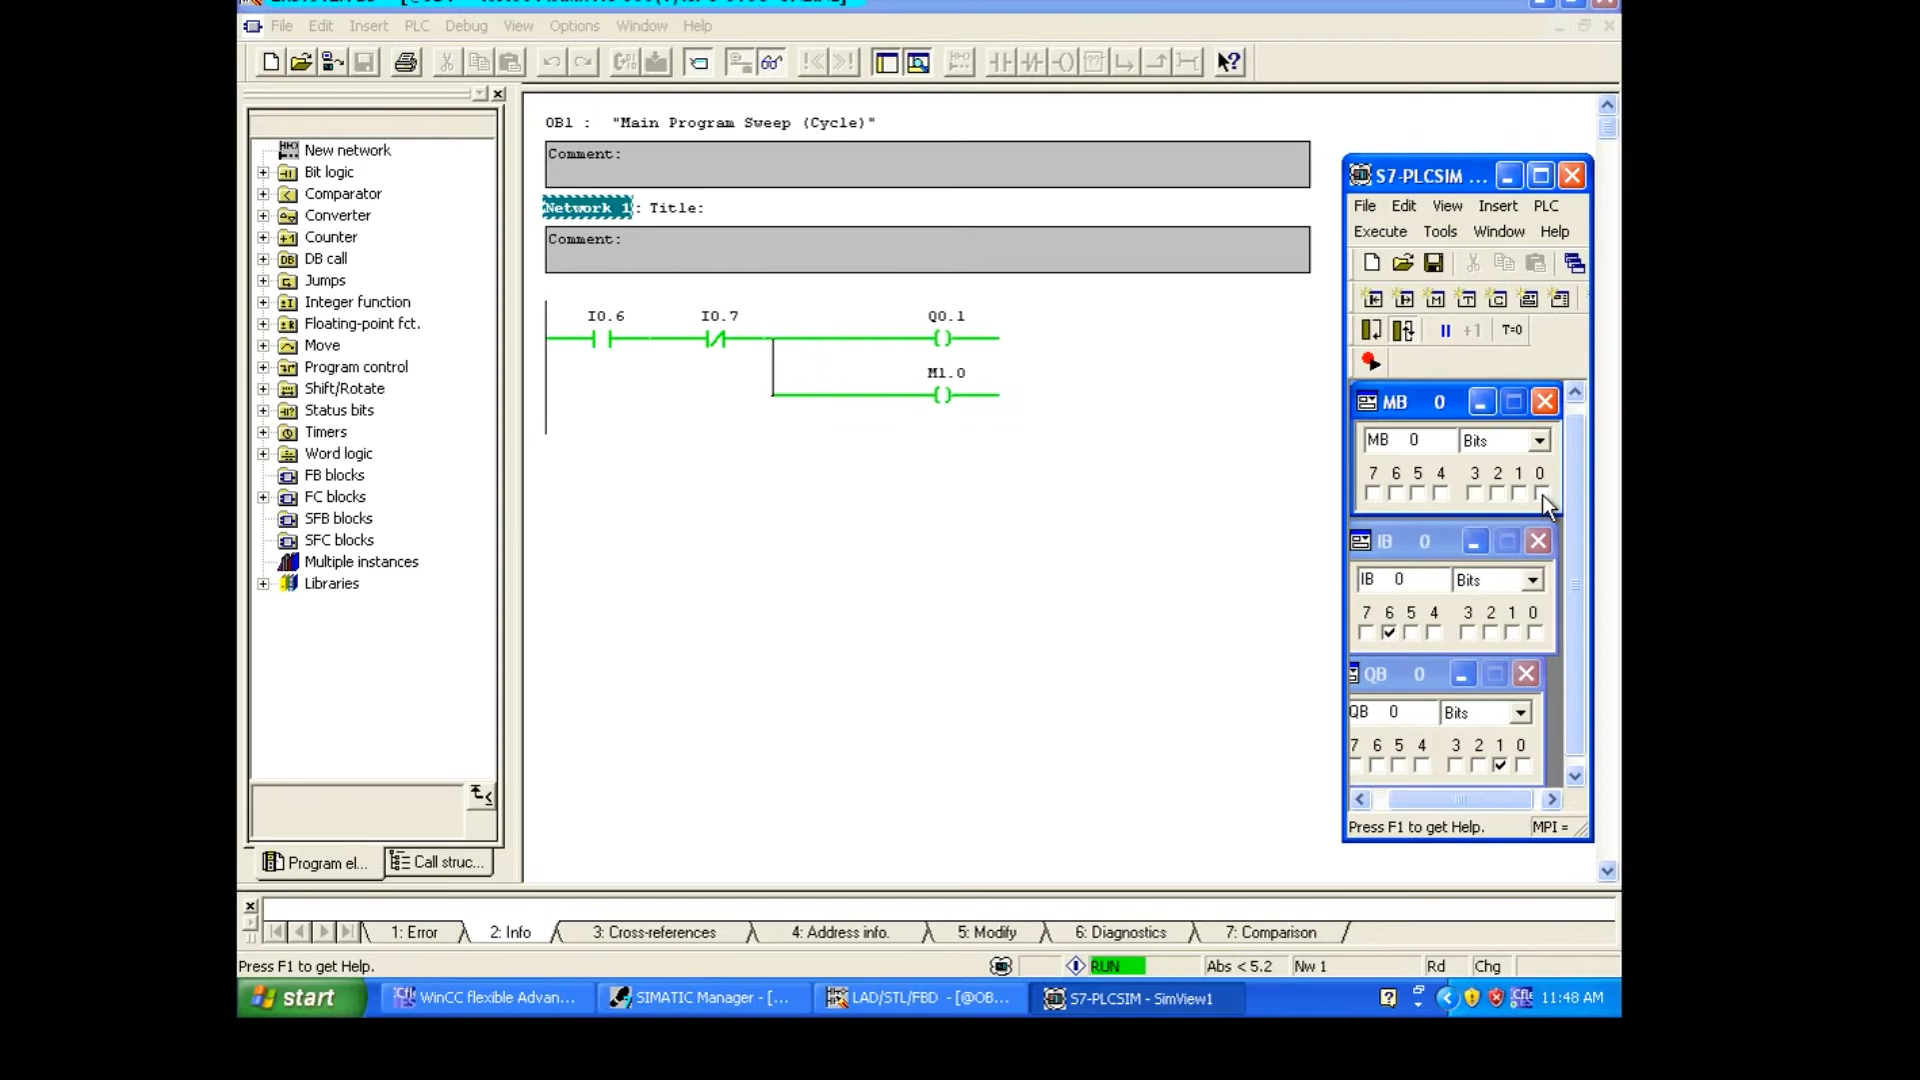 File Edit Insert PLC Debug View Options Window Help
New network
Bit logic
Comparator
Converter
Counter
DB call
Jumps
Integer function
Floating-point fct.
Move
Program control
Shift/Rotate
Status bits
Timers
Word logic
FB blocks
FC blocks
SFB blocks
SFC blocks
Multiple instances
Libraries
Program el...
Call struc...
OB1 : "Main Program Sweep (Cycle)"
Comment:
Network 1: Title:
Comment:
I0.6 I0.7 Q0.1
M1.0
S7-PLCSIM ...
File Edit View Insert PLC
Execute Tools Window Help
+1 T=0
MB 0
MB 0 Bits
7 6 5 4 3 2 1 0
IB 0
IB 0 Bits
7 6 5 4 3 2 1 0
QB 0
QB 0 Bits
7 6 5 4 3 2 1 0
Press F1 to get Help. MPI =
1: Error 2: Info 3: Cross-references 4: Address info. 5: Modify 6: Diagnostics 7: Comparison
Press F1 to get Help. RUN Abs < 5.2 Nw 1 Rd Chg
start WinCC flexible Advan... SIMATIC Manager - [... LAD/STL/FBD - [@OB... S7-PLCSIM - SimView1 11:48 AM